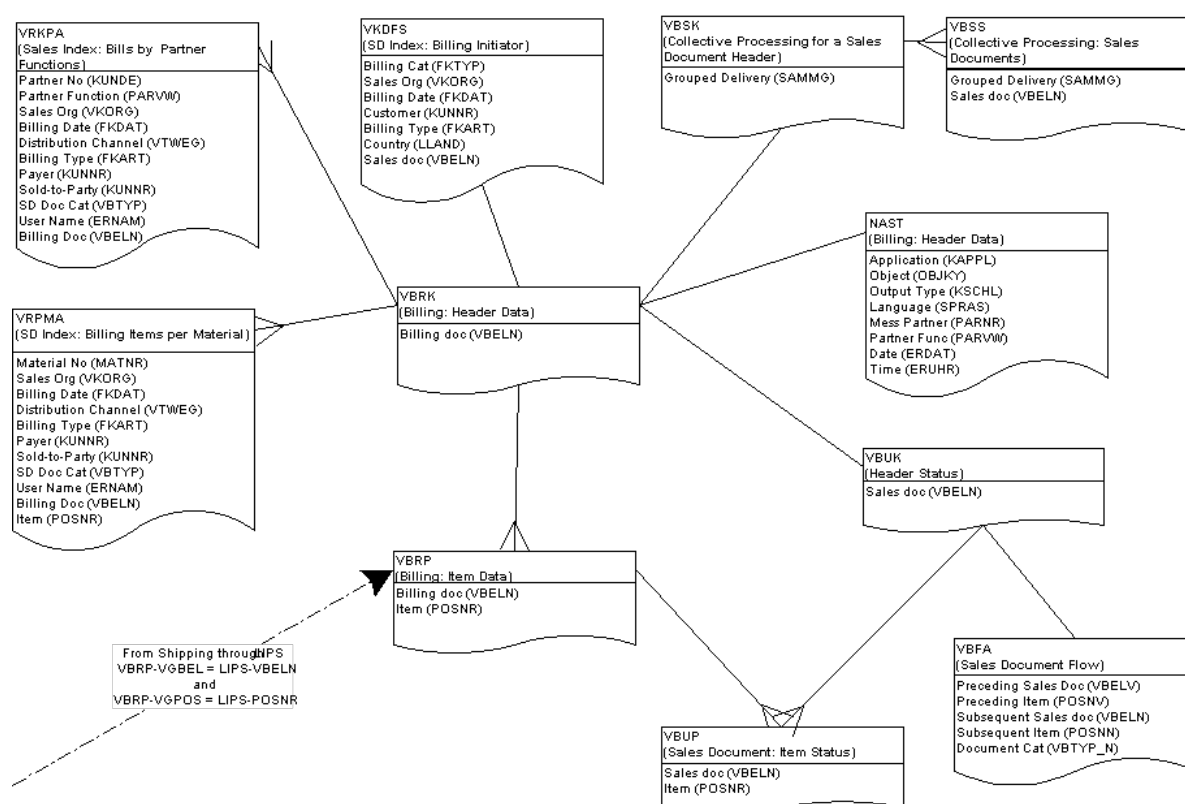 VRKPA
(Sales Index: Bills by Partner
Functions)
Partner No (KUNDE)
Partner Function (PARVW)
Sales Org (VKORG)
Billing Date (FKDAT)
Distribution Channel (VTWEG)
Billing Type (FKART)
Payer (KUNNR)
Sold-to-Party (KUNNR)
SD Doc Cat (VBTYP)
User Name (ERNAM)
Billing Doc (VBELN)
VKDFS
(SD Index: Billing Initiator)
Billing Cat (FKTYP)
Sales Org (VKORG)
Billing Date (FKDAT)
Customer (KUNNR)
Billing Type (FKART)
Country (LLAND)
Sales doc (VBELN)
VBSK
(Collective Processing for a Sales
Document Header)
Grouped Delivery (SAMMG)
VBSS
(Collective Processing: Sales
Documents)
Grouped Delivery (SAMMG)
Sales doc (VBELN)
NAST
(Billing: Header Data)
Application (KAPPL)
Object (OBJKY)
Output Type (KSCHL)
Language (SPRAS)
Mess Partner (PARNR)
Partner Func (PARVW)
Date (ERDAT)
Time (ERUHR)
VBRK
(Billing: Header Data)
Billing doc (VBELN)
VRPMA
(SD Index: Billing Items per Material)
Material No (MATNR)
Sales Org (VKORG)
Billing Date (FKDAT)
Distribution Channel (VTWEG)
Billing Type (FKART)
Payer (KUNNR)
Sold-to-Party (KUNNR)
SD Doc Cat (VBTYP)
User Name (ERNAM)
Billing Doc (VBELN)
Item (POSNR)
VBUK
(Header Status)
Sales doc (VBELN)
VBRP
(Billing: Item Data)
Billing doc (VBELN)
Item (POSNR)
From Shipping through LIPS
VBRP-VGBEL = LIPS-VBELN
and
VBRP-VGPOS = LIPS-POSNR
VBFA
(Sales Document Flow)
Preceding Sales Doc (VBELV)
Preceding Item (POSNV)
Subsequent Sales doc (VBELN)
Subsequent Item (POSNN)
Document Cat (VBTYP_N)
VBUP
(Sales Document: Item Status)
Sales doc (VBELN)
Item (POSNR)